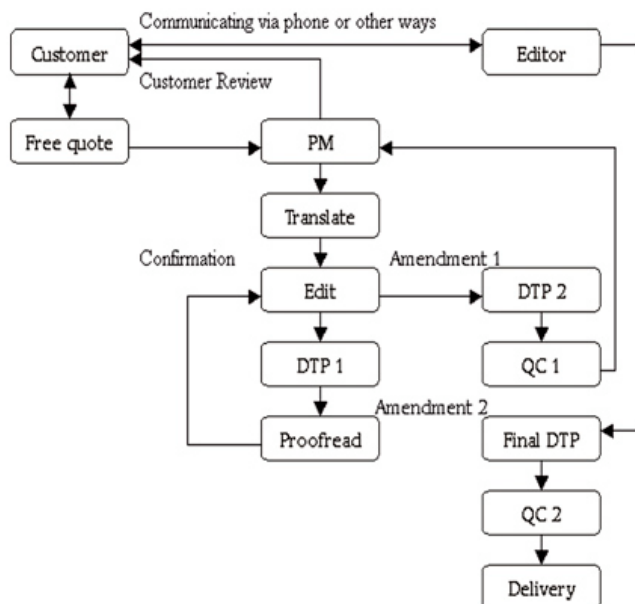 Communicating via phone or other ways
Customer
Editor
Customer Review
Free quote
PM
Translate
Confirmation
Amendment 1
Edit
DTP 2
DTP 1
QC 1
Amendment 2
Proofread
Final DTP
QC 2
Delivery